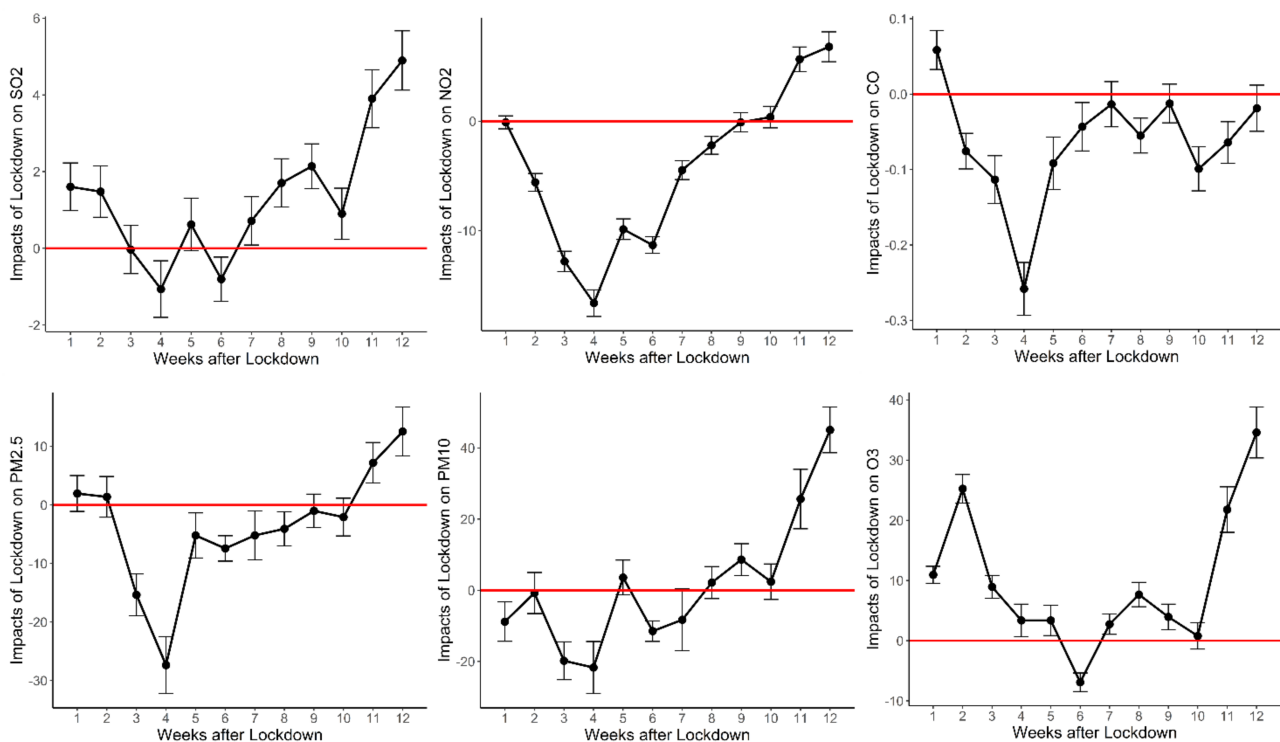 Impacts of Lockdown on SO2
6
4
2
0
-2
1 2 3 4 5 6 7 8 9 10 11 12
Weeks after Lockdown
Impacts of Lockdown on NO2
0
-10
1 2 3 4 5 6 7 8 9 10 11 12
Weeks after Lockdown
Impacts of Lockdown on CO
0.1
0.0
-0.1
-0.2
-0.3
1 2 3 4 5 6 7 8 9 10 11 12
Weeks after Lockdown
Impacts of Lockdown on PM2.5
10
0
-10
-20
-30
1 2 3 4 5 6 7 8 9 10 11 12
Weeks after Lockdown
Impacts of Lockdown on PM10
40
20
0
-20
1 2 3 4 5 6 7 8 9 10 11 12
Weeks after Lockdown
Impacts of Lockdown on O3
40
30
20
10
0
-10
1 2 3 4 5 6 7 8 9 10 11 12
Weeks after Lockdown